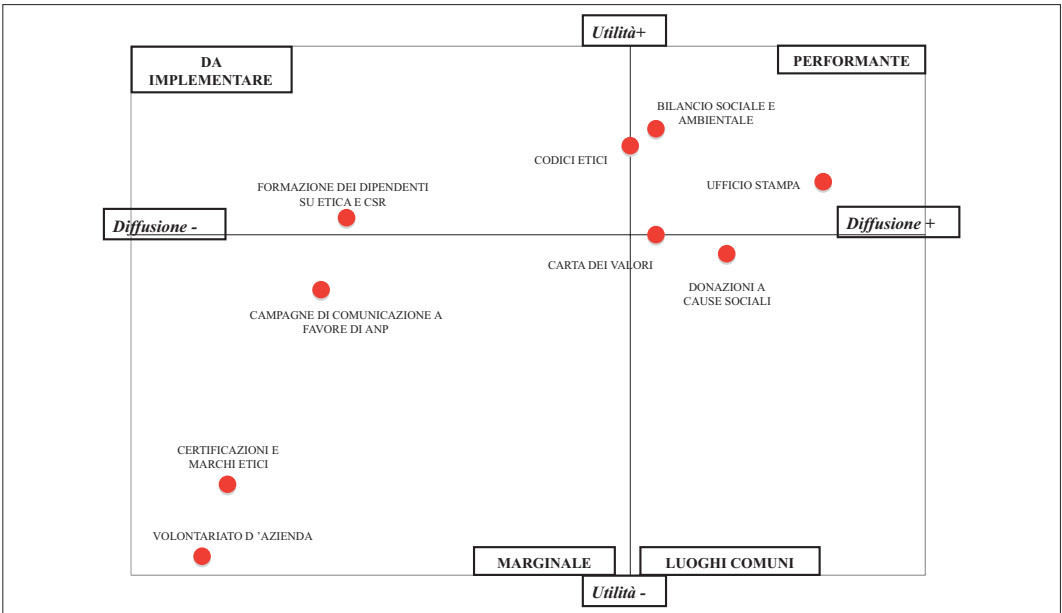 Utilità+
DA
IMPLEMENTARE
PERFORMANTE
BILANCIO SOCIALE E
AMBIENTALE
CODICI ETICI
UFFICIO STAMPA
FORMAZIONE DEI DIPENDENTI
SU ETICA E CSR
Diffusione -
Diffusione +
CARTA DEI VALORI
DONAZIONI A
CAUSE SOCIALI
CAMPAGNE DI COMUNICAZIONE A
FAVORE DI ANP
CERTIFICAZIONI E
MARCHI ETICI
VOLONTARIATO D ’AZIENDA
MARGINALE
LUOGHI COMUNI
Utilità -